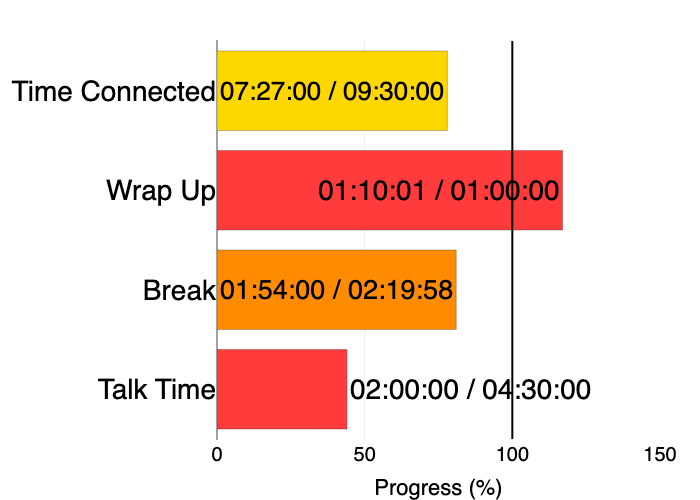 Time Connected 07:27:00 / 09:30:00
Wrap Up 01:10:01 / 01:00:00
Break 01:54:00 / 02:19:58
Talk Time 02:00:00 / 04:30:00
0 50 100 150
Progress (%)